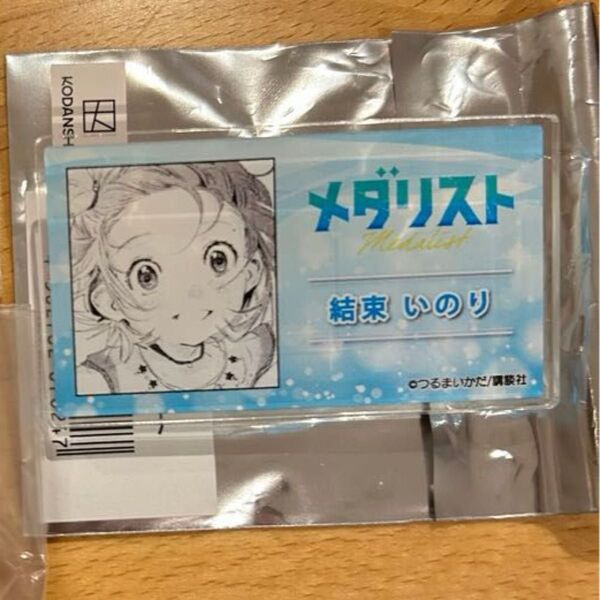 KODANSH
メダリスト
Medalist
結束 いのり
©つるまいかだ/講談社